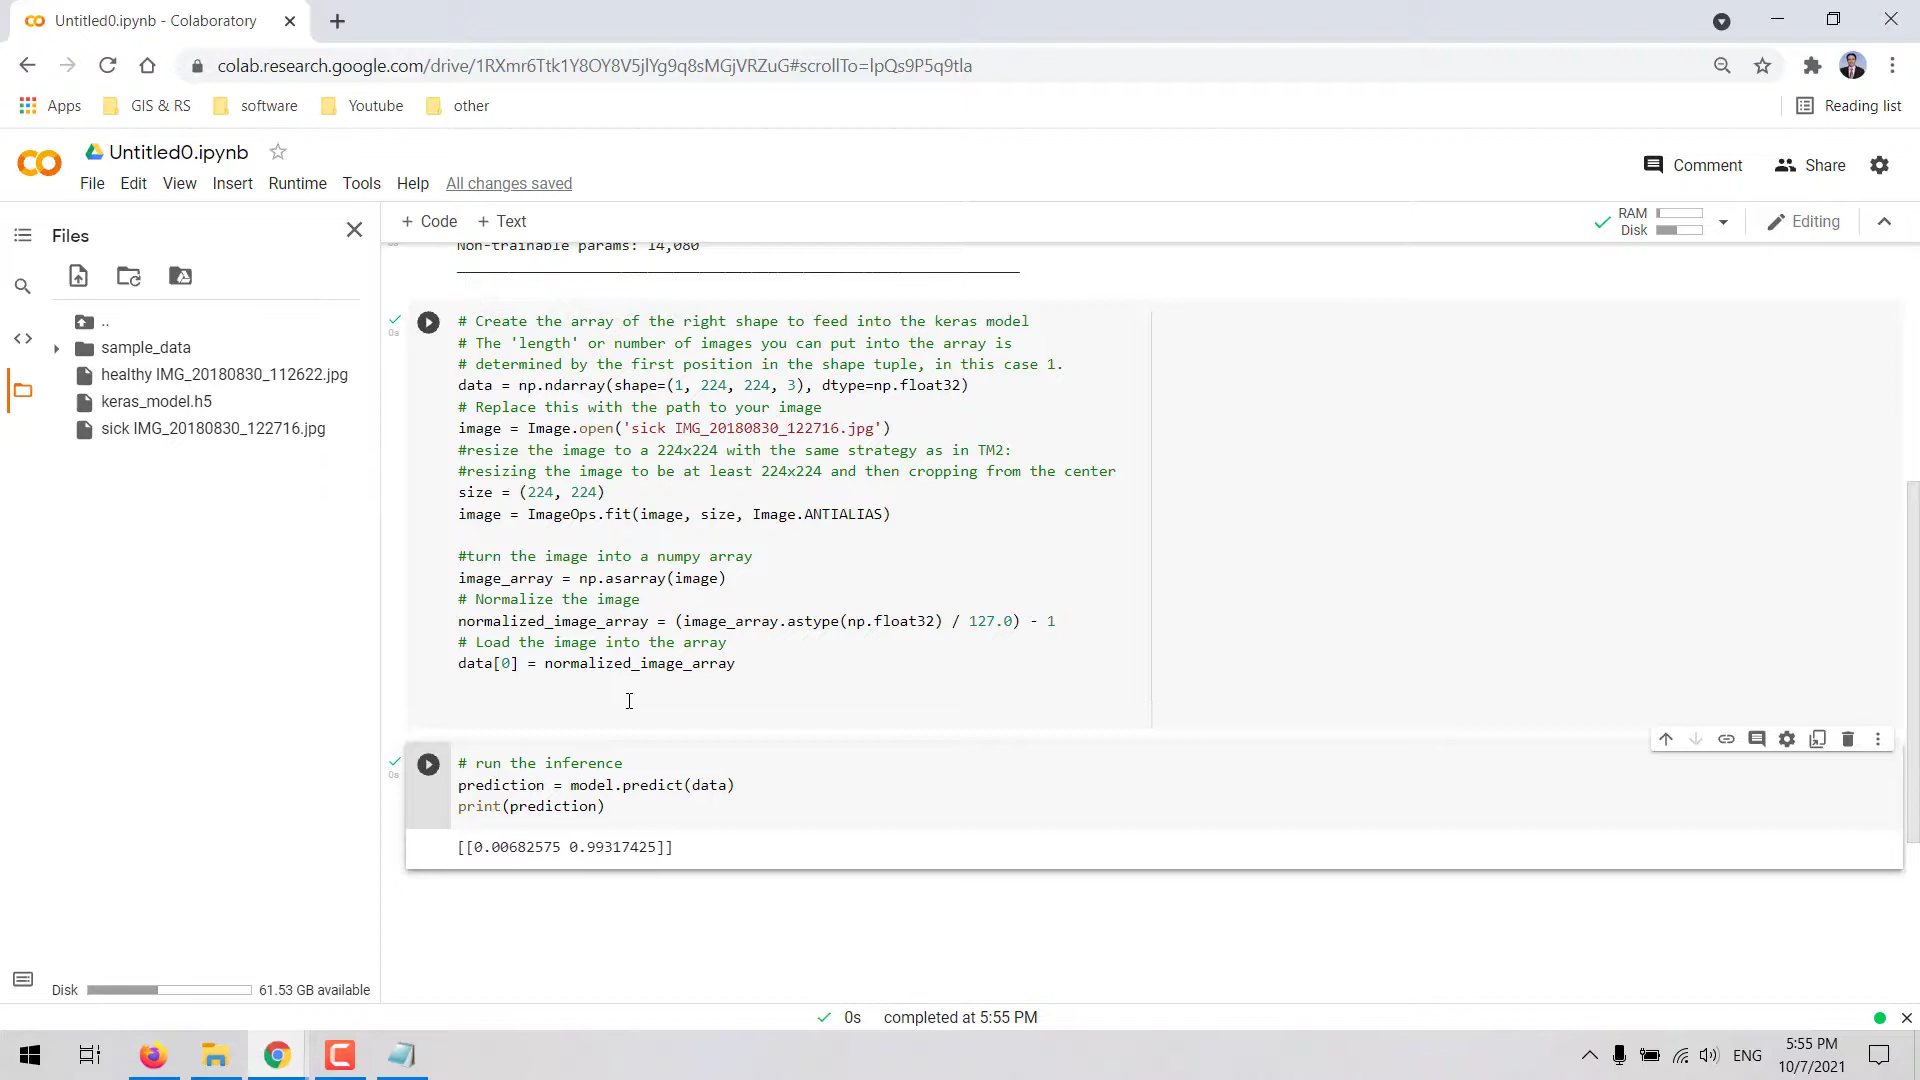 Untitled0.ipynb - Colaboratory
colab.research.google.com/drive/1RXmr6Ttk1Y8OY8V5jlYg9q8sMGjVRZuG#scrollTo=lpQs9P5q9tla
Apps GIS & RS software Youtube other Reading list
Untitled0.ipynb
Comment Share
File Edit View Insert Runtime Tools Help All changes saved
Files
+ Code + Text
RAM
Disk
Editing
Non-trainable params: 14,080
..
sample_data
healthy IMG_20180830_112622.jpg
keras_model.h5
sick IMG_20180830_122716.jpg
0s
# Create the array of the right shape to feed into the keras model
# The 'length' or number of images you can put into the array is
# determined by the first position in the shape tuple, in this case 1.
data = np.ndarray(shape=(1, 224, 224, 3), dtype=np.float32)
# Replace this with the path to your image
image = Image.open('sick IMG_20180830_122716.jpg')
#resize the image to a 224x224 with the same strategy as in TM2:
#resizing the image to be at least 224x224 and then cropping from the center
size = (224, 224)
image = ImageOps.fit(image, size, Image.ANTIALIAS)
#turn the image into a numpy array
image_array = np.asarray(image)
# Normalize the image
normalized_image_array = (image_array.astype(np.float32) / 127.0) - 1
# Load the image into the array
data[0] = normalized_image_array
0s
# run the inference
prediction = model.predict(data)
print(prediction)
[[0.00682575 0.99317425]]
Disk 61.53 GB available
0s completed at 5:55 PM
ENG
5:55 PM
10/7/2021